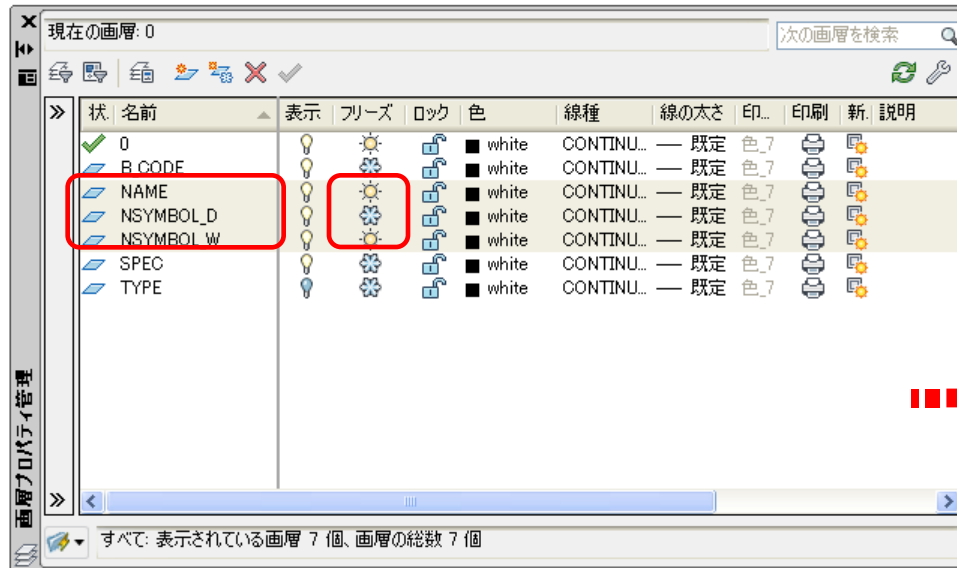 現在の画層: 0
次の画層を検索
状. 名前 表示 フリーズ ロック 色 線種 線の太さ 印... 印刷 新. 説明
0 white CONTINU... 既定 色_7
B.CODE white CONTINU... 既定 色_7
NAME white CONTINU... 既定 色_7
NSYMBOL_D white CONTINU... 既定 色_7
NSYMBOL_W white CONTINU... 既定 色_7
SPEC white CONTINU... 既定 色_7
TYPE white CONTINU... 既定 色_7
画層プロパティ管理
すべて: 表示されている画層 7 個、画層の総数 7 個